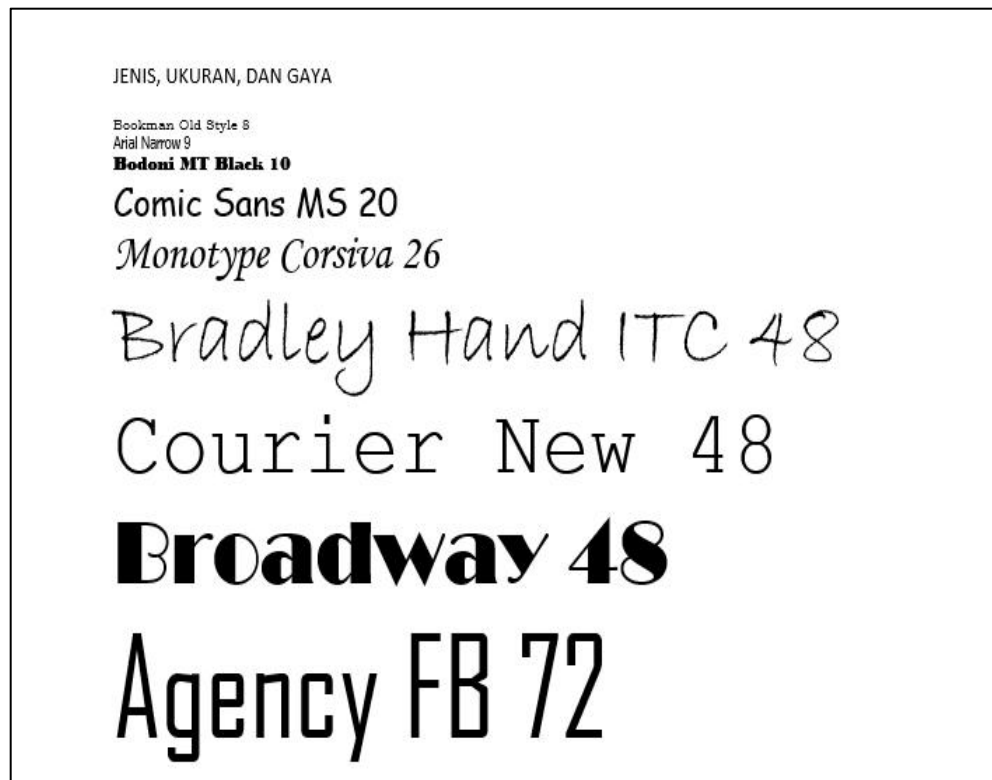 JENIS, UKURAN, DAN GAYA
Bookman Old Style 8
Arial Narrow 9
Bodoni MT Black 10
Comic Sans MS 20
Monotype Corsiva 26
Bradley Hand ITC 48
Courier New 48
Broadway 48
Agency FB 72